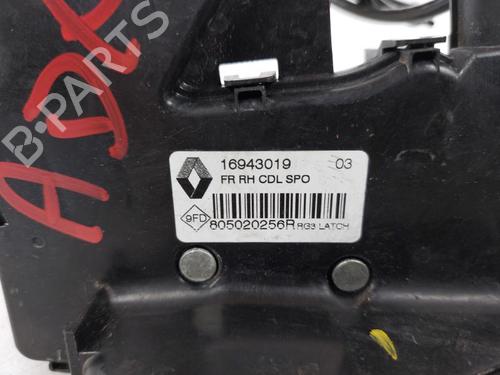 B-PARTS
16943019 03
FR RH CDL SPO
9FD
805020256R RG3 LATCH